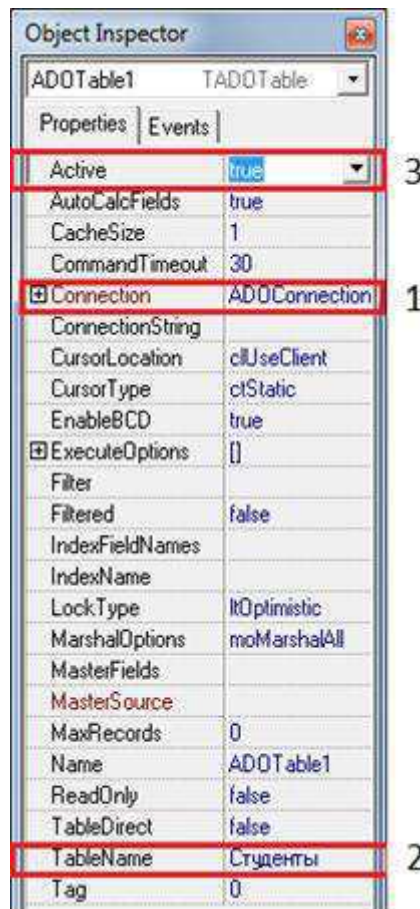 Object Inspector
ADOTable1 TADOTable
Properties Events
Active true 3
AutoCalcFields true
CacheSize 1
CommandTimeout 30
Connection ADOConnection 1
ConnectionString
CursorLocation clUseClient
CursorType ctStatic
EnableBCD true
ExecuteOptions []
Filter
Filtered false
IndexFieldNames
IndexName
LockType ltOptimistic
MarshalOptions moMarshalAll
MasterFields
MasterSource
MaxRecords 0
Name ADOTable1
ReadOnly false
TableDirect false
TableName Студенты 2
Tag 0